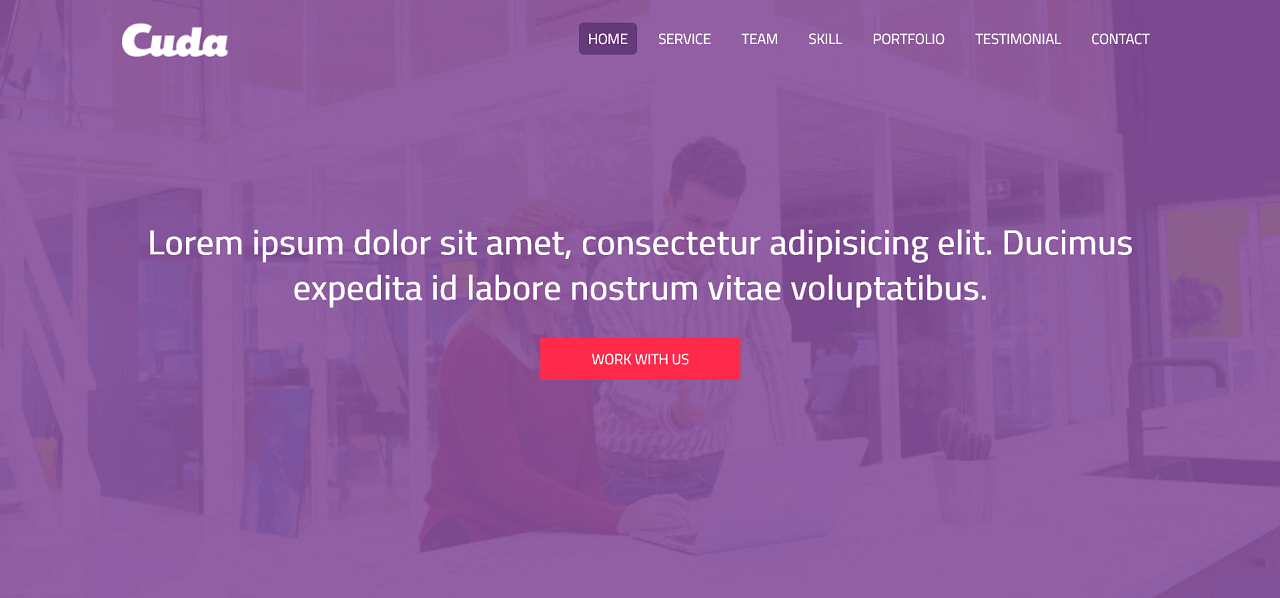 Cuda
HOME SERVICE TEAM SKILL PORTFOLIO TESTIMONIAL CONTACT
Lorem ipsum dolor sit amet, consectetur adipisicing elit. Ducimus
expedita id labore nostrum vitae voluptatibus.
WORK WITH US